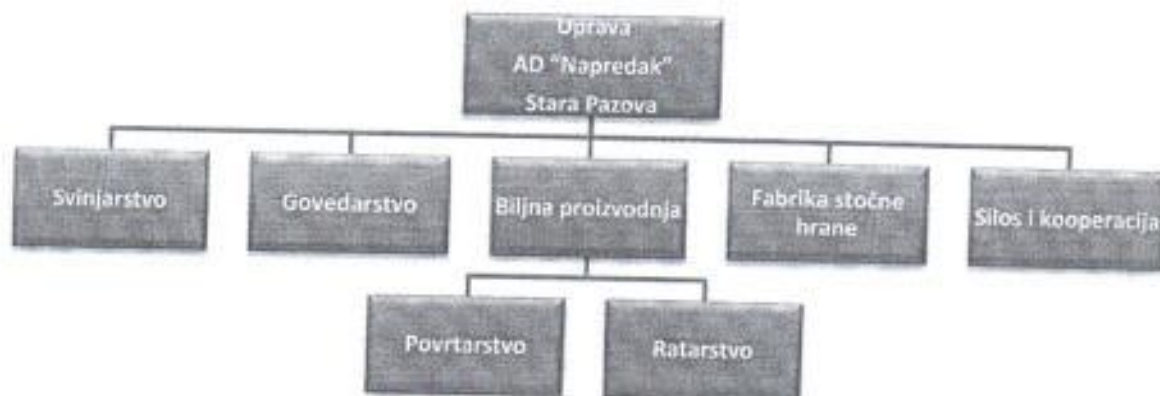 Uprava
AD "Napredak"
Stara Pazova
Svinjarstvo
Govedarstvo
Biljna proizvodnja
Fabrika stočne
hrane
Silos i kooperacija
Povrtarstvo
Ratarstvo